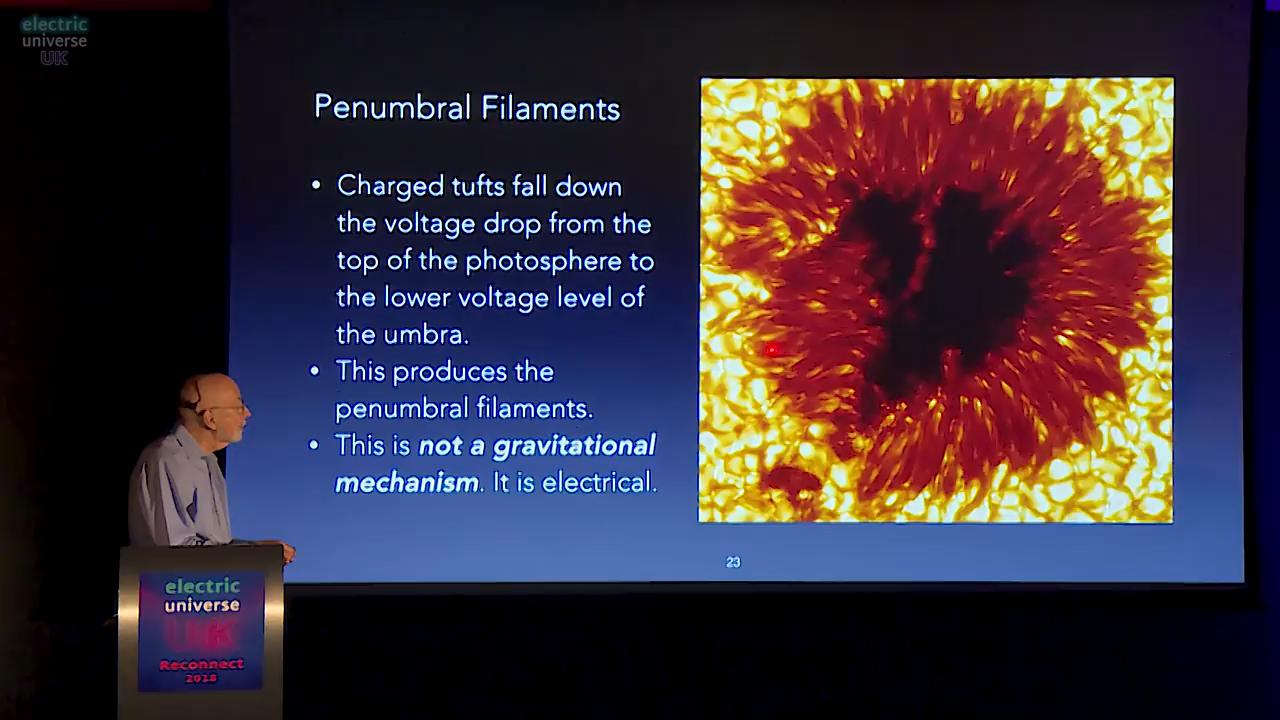 electric
universe
UK
Penumbral Filaments
• Charged tufts fall down
the voltage drop from the
top of the photosphere to
the lower voltage level of
the umbra.
• This produces the
penumbral filaments.
• This is not a gravitational
mechanism. It is electrical.
23
electric
universe
UK
Reconnect
2018